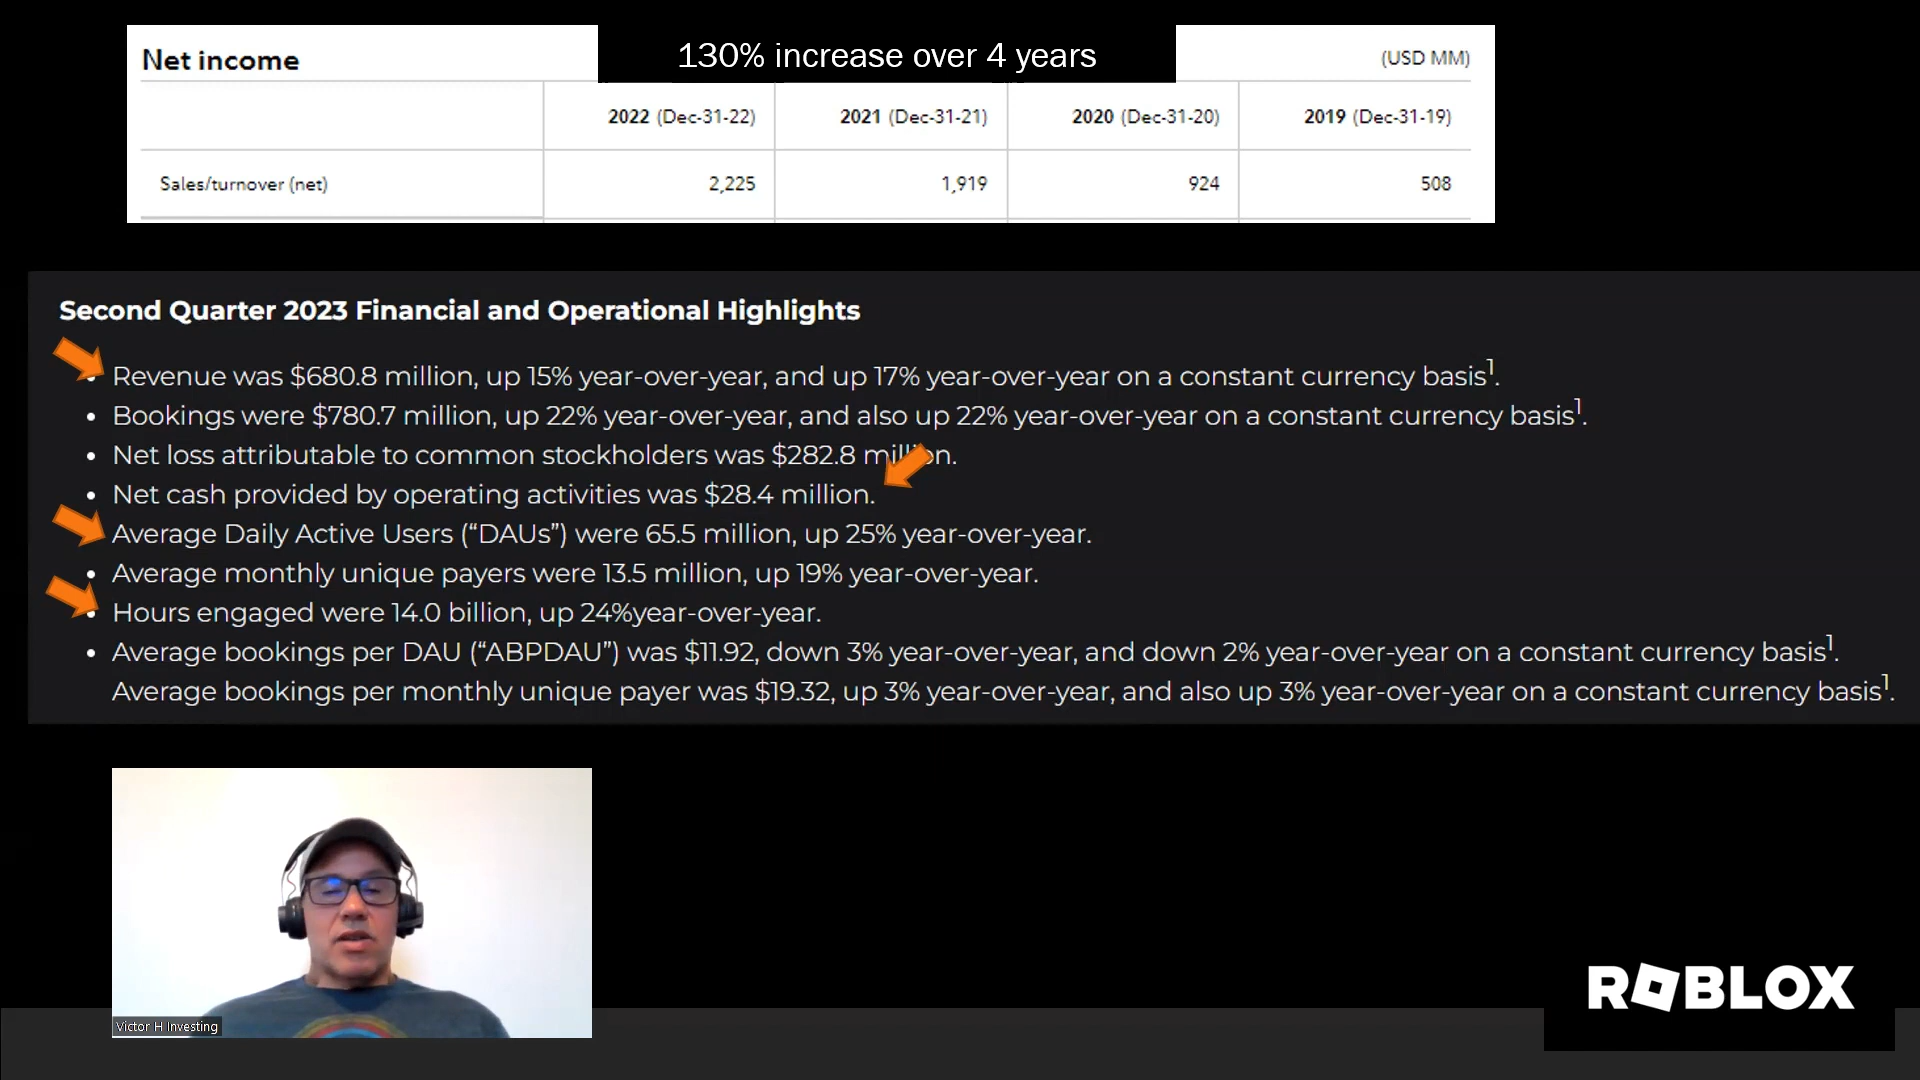 130% increase over 4 years
Net income
(USD MM)
2022 (Dec-31-22) 2021 (Dec-31-21) 2020 (Dec-31-20) 2019 (Dec-31-19)
Sales/turnover (net) 2,225 1,919 924 508
Second Quarter 2023 Financial and Operational Highlights
• Revenue was $680.8 million, up 15% year-over-year, and up 17% year-over-year on a constant currency basis¹.
• Bookings were $780.7 million, up 22% year-over-year, and also up 22% year-over-year on a constant currency basis¹.
• Net loss attributable to common stockholders was $282.8 million.
• Net cash provided by operating activities was $28.4 million.
• Average Daily Active Users (“DAUs”) were 65.5 million, up 25% year-over-year.
• Average monthly unique payers were 13.5 million, up 19% year-over-year.
• Hours engaged were 14.0 billion, up 24%year-over-year.
• Average bookings per DAU (“ABPDAU”) was $11.92, down 3% year-over-year, and down 2% year-over-year on a constant currency basis¹.
Average bookings per monthly unique payer was $19.32, up 3% year-over-year, and also up 3% year-over-year on a constant currency basis¹.
Victor H Investing
ROBLOX